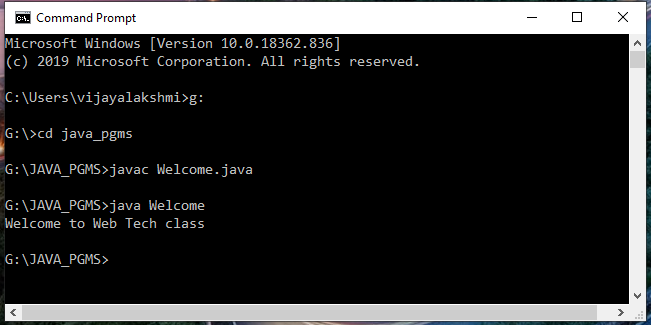 Command Prompt
Microsoft Windows [Version 10.0.18362.836]
(c) 2019 Microsoft Corporation. All rights reserved.
C:\Users\vijayalakshmi>g:
G:\>cd java_pgms
G:\JAVA_PGMS>javac Welcome.java
G:\JAVA_PGMS>java Welcome
Welcome to Web Tech class
G:\JAVA_PGMS>